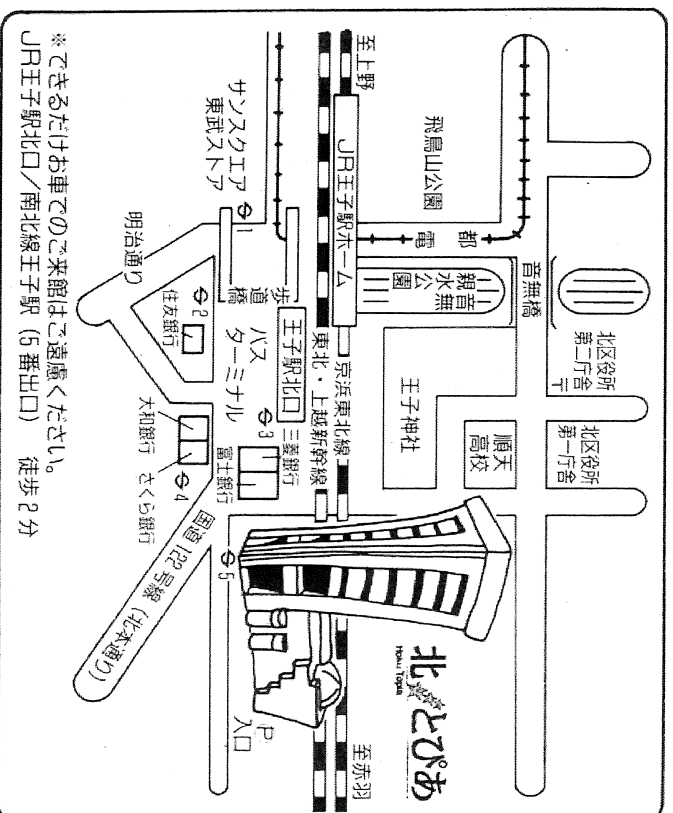 至上野
飛鳥山公園
JR王子駅ホーム
サンスクエア
東武ストア
都電
音無橋
音無
親水公園
北区役所
第二庁舎
〒
北区役所
第一庁舎
順天
高校
王子神社
京浜東北線
東北・上越新幹線
王子駅北口
歩道橋
バス
ターミナル
1
2
3
4
5
明治通り
住友銀行
三菱銀行
富士銀行
大和銀行
さくら銀行
国道122号線(北本通り)
北とぴあ
Hoku Topia
P
入口
至赤羽
※できるだけお車でのご来館はご遠慮ください。
JR王子駅北口/南北線王子駅(5番出口) 徒歩2分